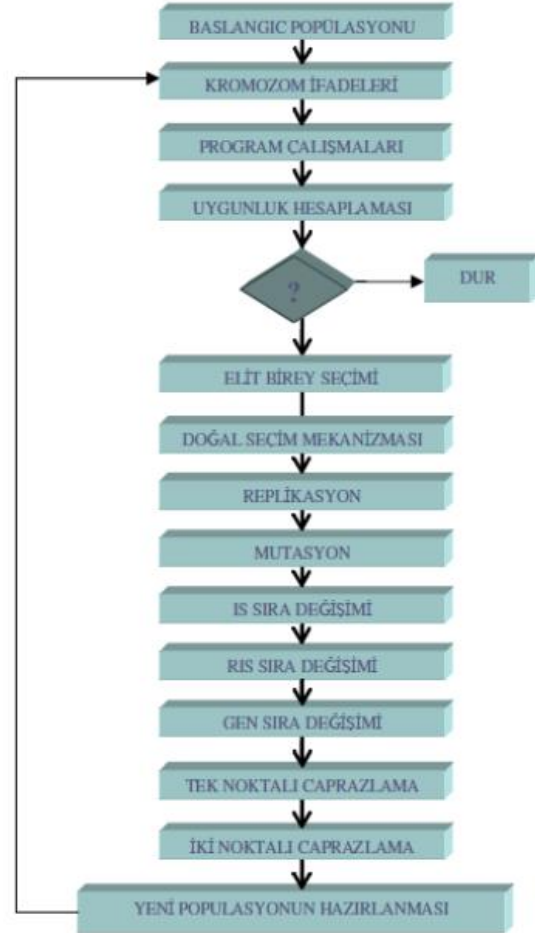 BASLANGIC POPÜLASYONU
KROMOZOM İFADELERİ
PROGRAM ÇALIŞMALARI
UYGUNLUK HESAPLAMASI
?
DUR
ELİT BİREY SEÇİMİ
DOĞAL SEÇİM MEKANİZMASI
REPLİKASYON
MUTASYON
IS SIRA DEĞİŞİMİ
RIS SIRA DEĞİŞİMİ
GEN SIRA DEĞİŞİMİ
TEK NOKTALI CAPRAZLAMA
İKİ NOKTALI CAPRAZLAMA
YENİ POPULASYONUN HAZIRLANMASI